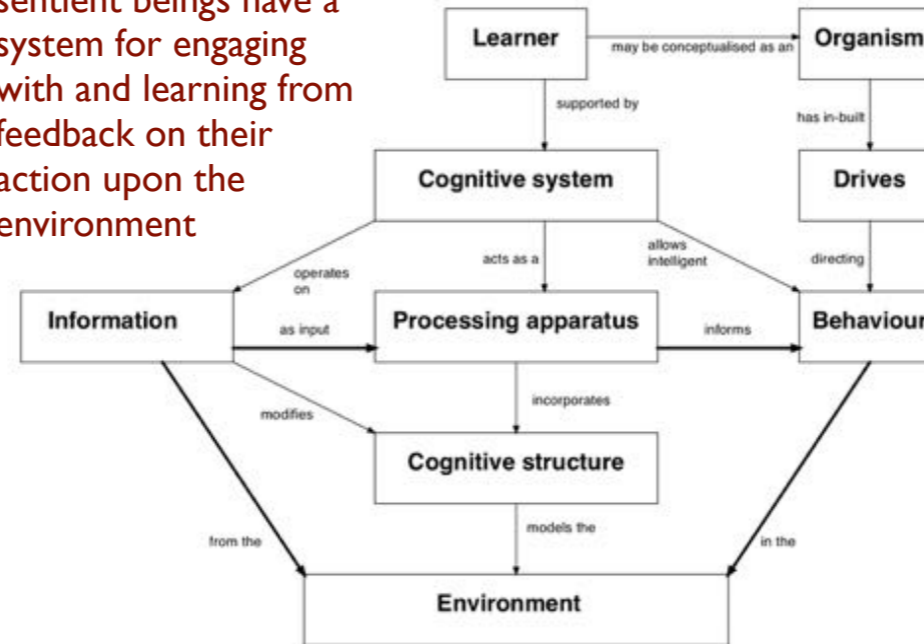 sentient beings have a
system for engaging
with and learning from
feedback on their
action upon the
environment
Learner
may be conceptualised as an
Organism
supported by
has in-built
Cognitive system
Drives
operates
on
acts as a
allows
intelligent
directing
Information
as input
Processing apparatus
informs
Behaviour
modifies
incorporates
Cognitive structure
from the
models the
in the
Environment